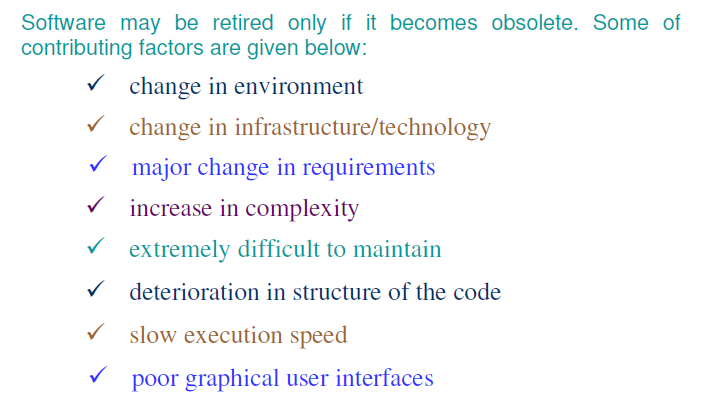 Software may be retired only if it becomes obsolete. Some of
contributing factors are given below:
✓ change in environment
✓ change in infrastructure/technology
✓ major change in requirements
✓ increase in complexity
✓ extremely difficult to maintain
✓ deterioration in structure of the code
✓ slow execution speed
✓ poor graphical user interfaces